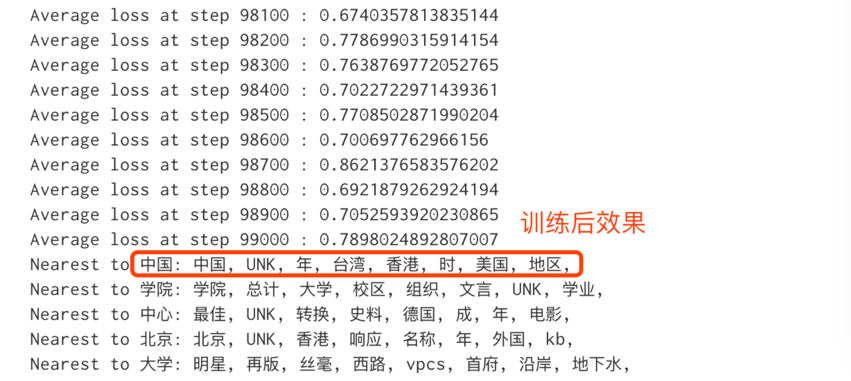 Average loss at step 98100 : 0.6740357813835144
Average loss at step 98200 : 0.7786990315914154
Average loss at step 98300 : 0.7638769772052765
Average loss at step 98400 : 0.7022722971439361
Average loss at step 98500 : 0.7708502871990204
Average loss at step 98600 : 0.700697762966156
Average loss at step 98700 : 0.8621376583576202
Average loss at step 98800 : 0.6921879262924194
Average loss at step 98900 : 0.7052593920230865
训练后效果
Average loss at step 99000 : 0.7898024892807007
Nearest to 中国: 中国, UNK, 年, 台湾, 香港, 时, 美国, 地区,
Nearest to 学院: 学院, 总计, 大学, 校区, 组织, 文言, UNK, 学业,
Nearest to 中心: 最佳, UNK, 转换, 史料, 德国, 成, 年, 电影,
Nearest to 北京: 北京, UNK, 香港, 响应, 名称, 年, 外国, kb,
Nearest to 大学: 明星, 再版, 丝毫, 西路, vpcs, 首府, 沿岸, 地下水,